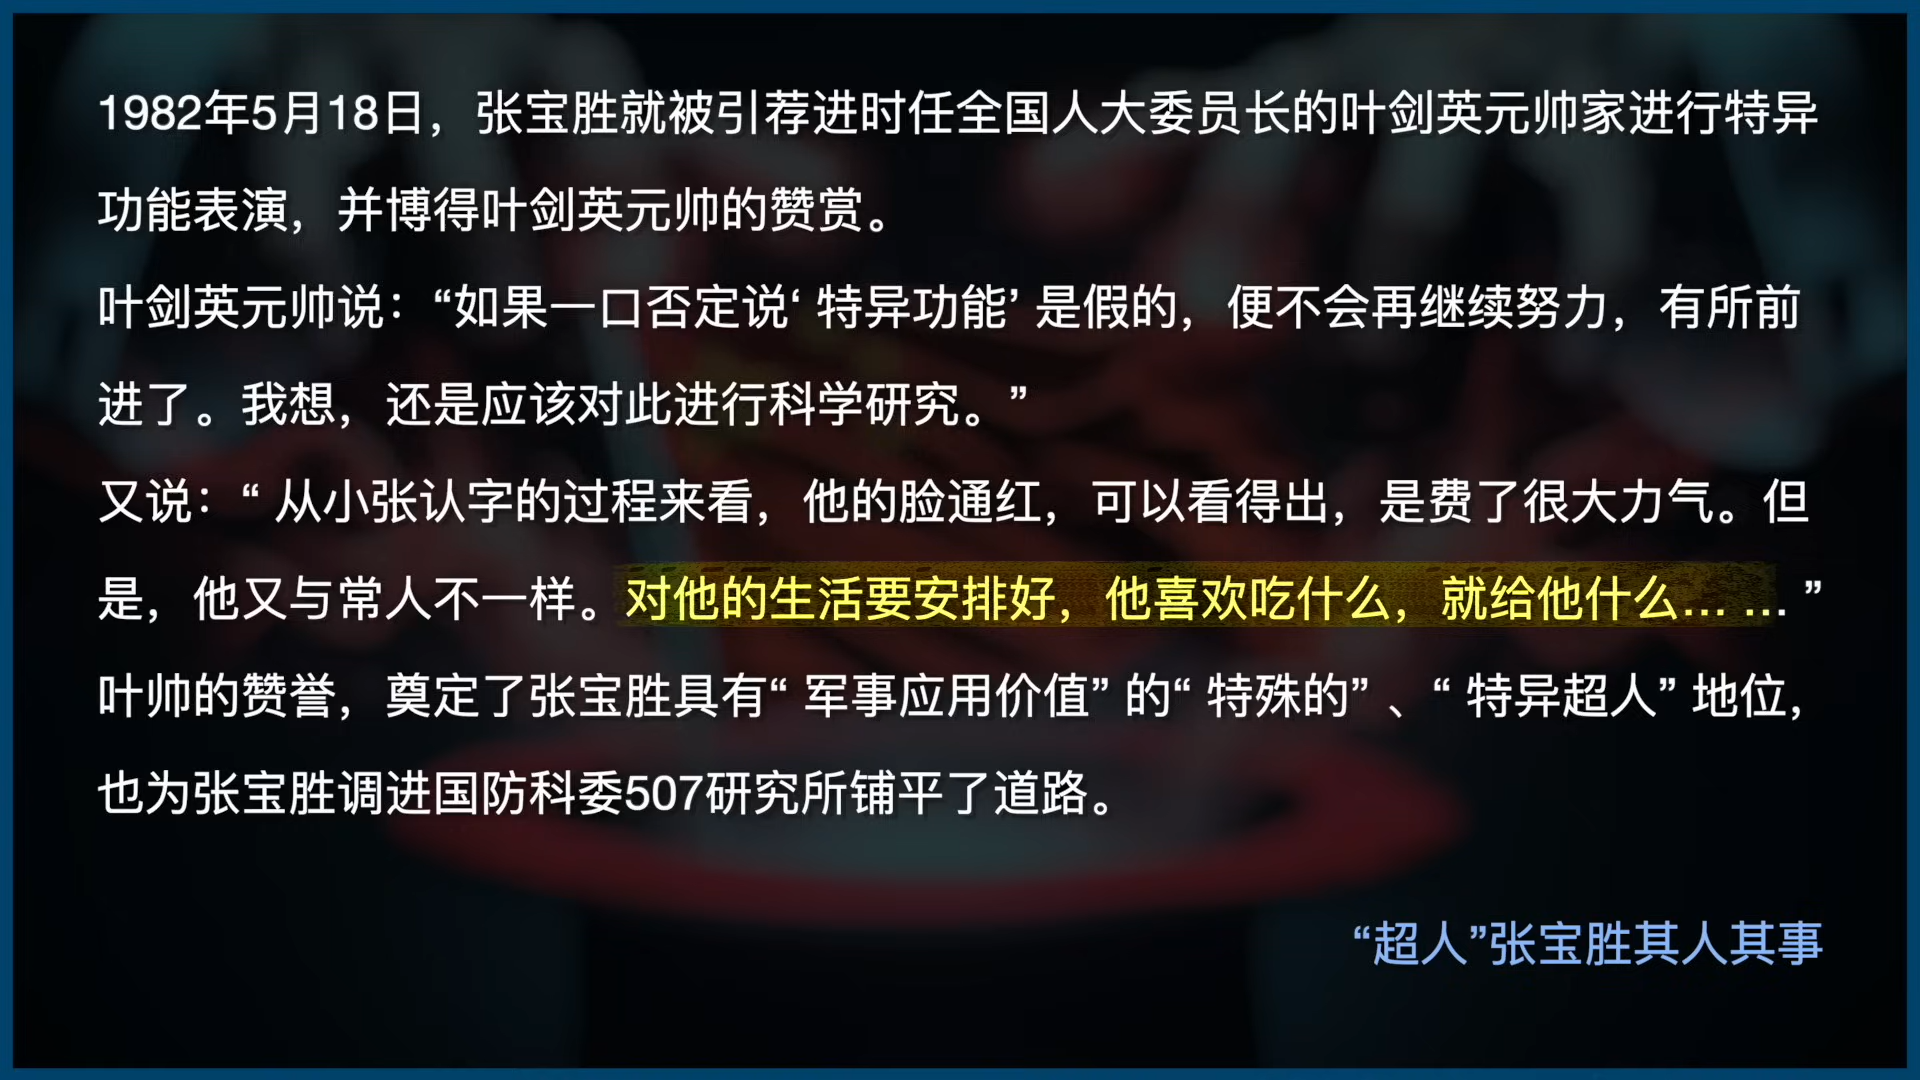 1982年5月18日，张宝胜就被引荐进时任全国人大委员长的叶剑英元帅家进行特异
功能表演，并博得叶剑英元帅的赞赏。
叶剑英元帅说：“如果一口否定说‘ 特异功能’ 是假的，便不会再继续努力，有所前
进了。我想，还是应该对此进行科学研究。”
又说：“ 从小张认字的过程来看，他的脸通红，可以看得出，是费了很大力气。但
是，他又与常人不一样。对他的生活要安排好，他喜欢吃什么，就给他什么... ... ”
叶帅的赞誉，奠定了张宝胜具有“ 军事应用价值” 的“ 特殊的” 、“ 特异超人” 地位，
也为张宝胜调进国防科委507研究所铺平了道路。
“超人”张宝胜其人其事